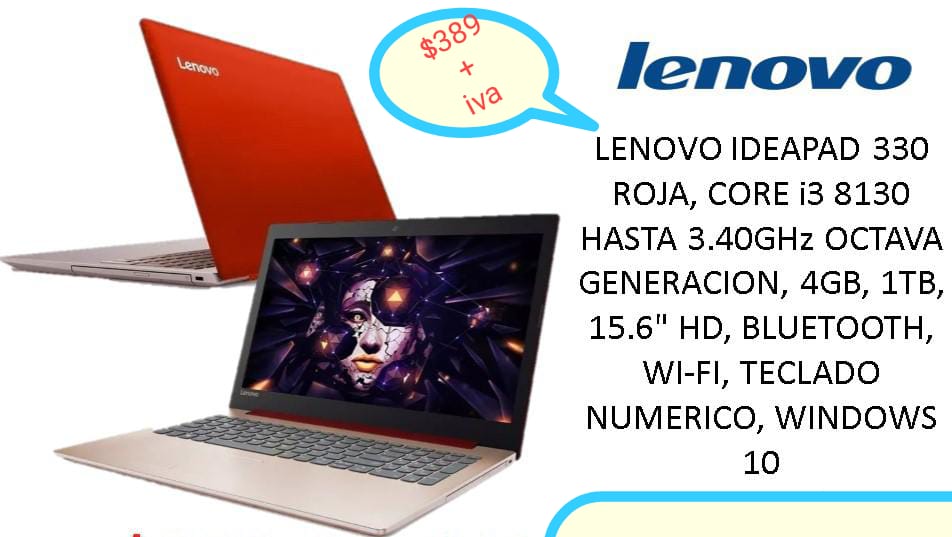 Lenovo
$389
+
iva
lenovo
LENOVO IDEAPAD 330
ROJA, CORE i3 8130
HASTA 3.40GHz OCTAVA
GENERACION, 4GB, 1TB,
15.6" HD, BLUETOOTH,
WI-FI, TECLADO
NUMERICO, WINDOWS
10
Lenovo